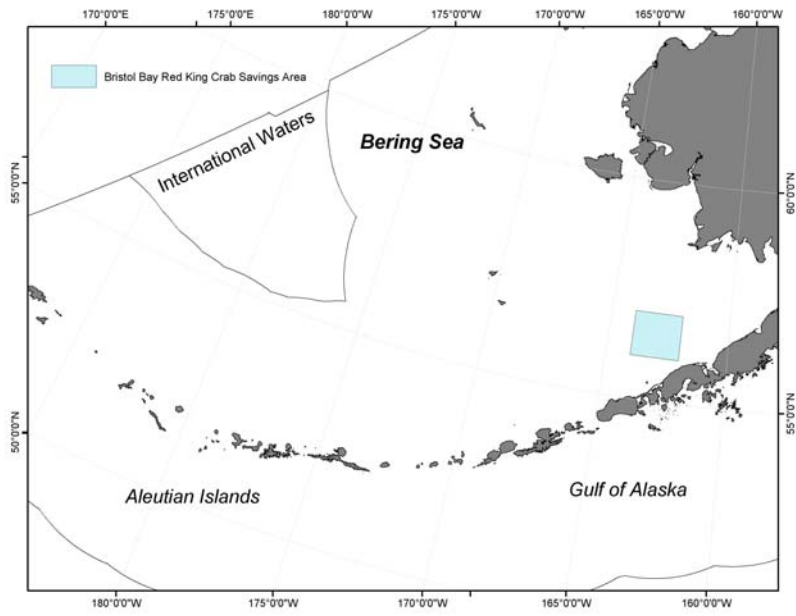 170°0'0"E 175°0'0"E 180°0'0"W 175°0'0"W 170°0'0"W 165°0'0"W 160°0'0"W
Bristol Bay Red King Crab Savings Area
International Waters
Bering Sea
55°0'0"N
60°0'0"N
50°0'0"N
55°0'0"N
Aleutian Islands
Gulf of Alaska
180°0'0"W 175°0'0"W 170°0'0"W 165°0'0"W 160°0'0"W